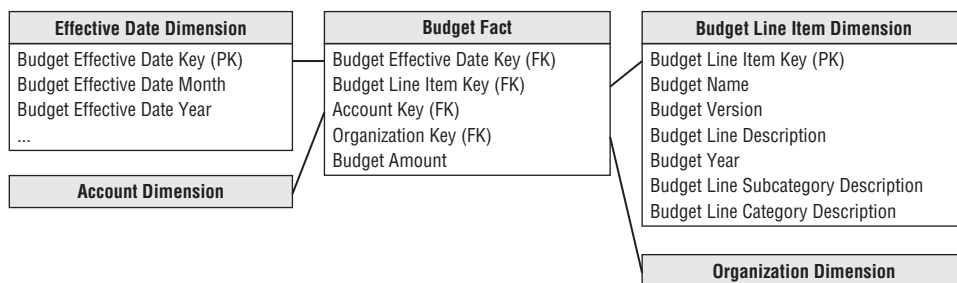 Effective Date Dimension
Budget Effective Date Key (PK)
Budget Effective Date Month
Budget Effective Date Year
...
Account Dimension
Budget Fact
Budget Effective Date Key (FK)
Budget Line Item Key (FK)
Account Key (FK)
Organization Key (FK)
Budget Amount
Budget Line Item Dimension
Budget Line Item Key (PK)
Budget Name
Budget Version
Budget Line Description
Budget Year
Budget Line Subcategory Description
Budget Line Category Description
Organization Dimension